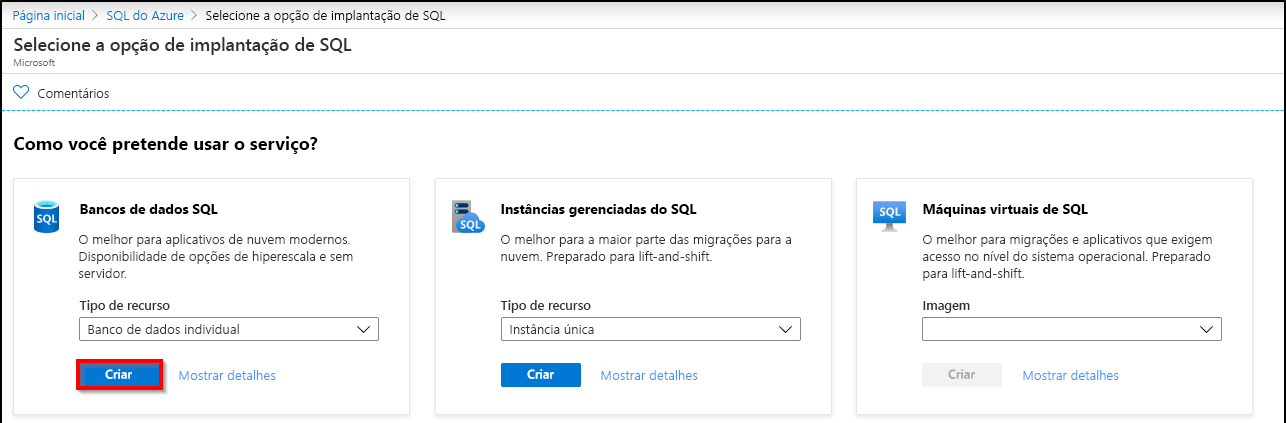 Página inicial > SQL do Azure > Selecione a opção de implantação de SQL
Selecione a opção de implantação de SQL
Microsoft
Comentários
Como você pretende usar o serviço?
SQL
Bancos de dados SQL
O melhor para aplicativos de nuvem modernos.
Disponibilidade de opções de hiperescala e sem
servidor.
Tipo de recurso
Banco de dados individual
Criar
Mostrar detalhes
SQL
Instâncias gerenciadas do SQL
O melhor para a maior parte das migrações para a
nuvem. Preparado para lift-and-shift.
Tipo de recurso
Instância única
Criar
Mostrar detalhes
SQL
Máquinas virtuais de SQL
O melhor para migrações e aplicativos que exigem
acesso no nível do sistema operacional. Preparado
para lift-and-shift.
Imagem
Criar
Mostrar detalhes